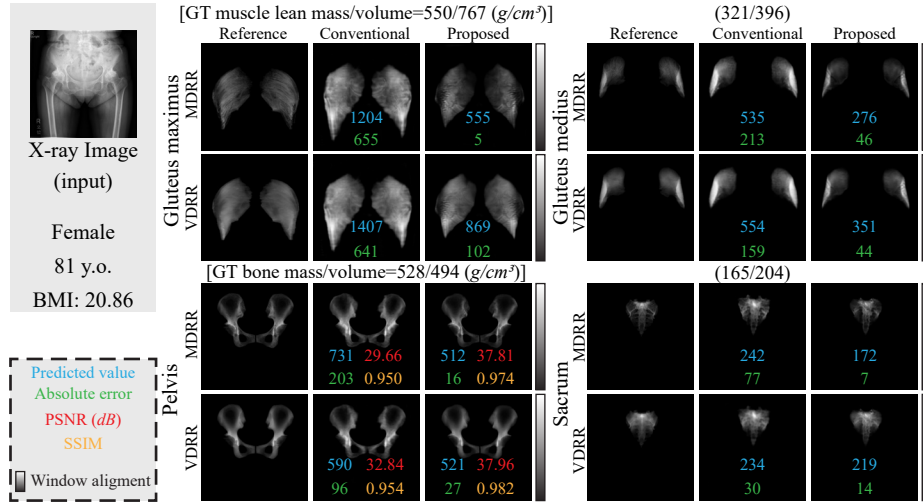 [GT muscle lean mass/volume=550/767 (g/cm³)]
(321/396)
Reference Conventional Proposed
Reference Conventional Proposed
X-ray Image
(input)
Female
81 y.o.
BMI: 20.86
Gluteus maximus
MDRR
1204
655
555
5
VDRR
1407
641
869
102
Gluteus medius
MDRR
535
213
276
46
VDRR
554
159
351
44
[GT bone mass/volume=528/494 (g/cm³)]
(165/204)
Pelvis
MDRR
731 29.66
203 0.950
512 37.81
16 0.974
VDRR
590 32.84
96 0.954
521 37.96
27 0.982
Sacrum
MDRR
242
77
172
7
VDRR
234
30
219
14
Predicted value
Absolute error
PSNR (dB)
SSIM
Window alignment